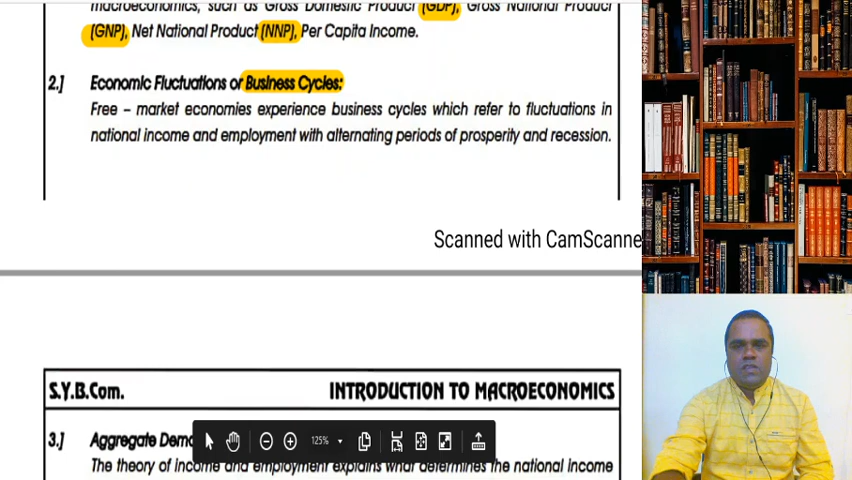 macroeconomics, such as Gross Domestic Product (GDP), Gross National Product
(GNP), Net National Product (NNP), Per Capita Income.
2.] Economic Fluctuations or Business Cycles:
Free – market economies experience business cycles which refer to fluctuations in
national income and employment with alternating periods of prosperity and recession.
Scanned with CamScanne
S.Y.B.Com. INTRODUCTION TO MACROECONOMICS
3.] Aggregate Dem
125%
The theory of income and employment explains what determines the national income